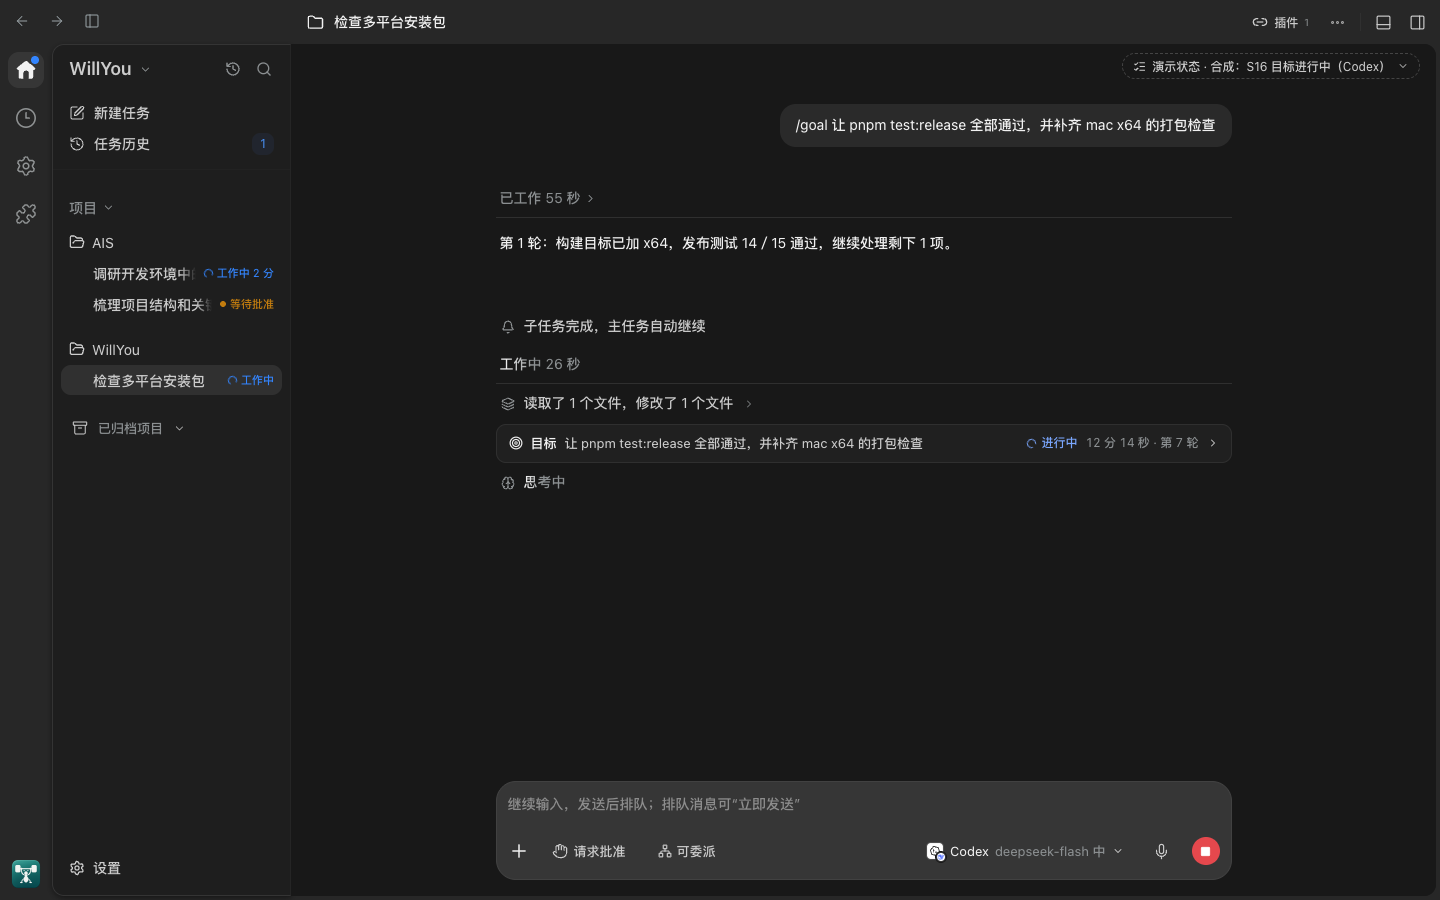 检查多平台安装包
插件 1
WillYou
演示状态 · 合成：S16 目标进行中（Codex）
新建任务
任务历史 1
/goal 让 pnpm test:release 全部通过，并补齐 mac x64 的打包检查
项目
已工作 55 秒
AIS
第 1 轮：构建目标已加 x64，发布测试 14 / 15 通过，继续处理剩下 1 项。
调研开发环境中 工作中 2 分
梳理项目结构和关 等待批准
子任务完成，主任务自动继续
WillYou
工作中 26 秒
检查多平台安装包 工作中
读取了 1 个文件，修改了 1 个文件
已归档项目
目标 让 pnpm test:release 全部通过，并补齐 mac x64 的打包检查 进行中 12 分 14 秒 · 第 7 轮
思考中
继续输入，发送后排队；排队消息可“立即发送”
请求批准 可委派 Codex deepseek-flash 中
设置